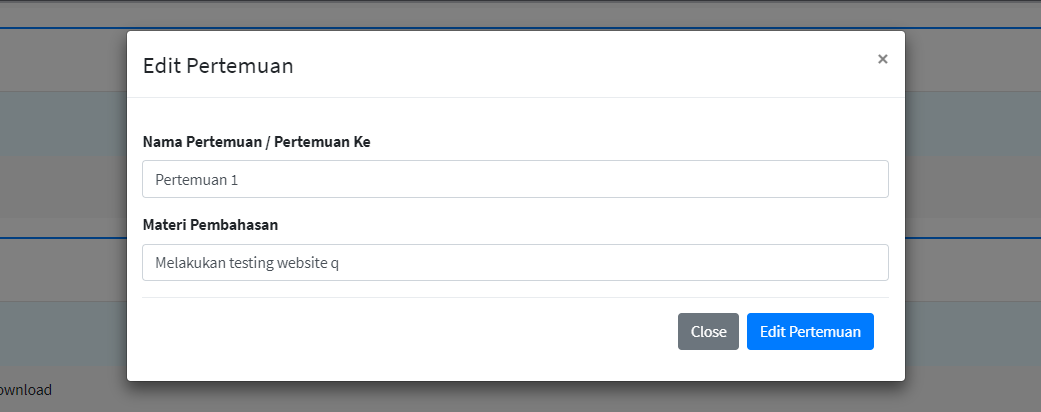 Edit Pertemuan
×
Nama Pertemuan / Pertemuan Ke
Pertemuan 1
Materi Pembahasan
Melakukan testing website q
Close Edit Pertemuan
ownload